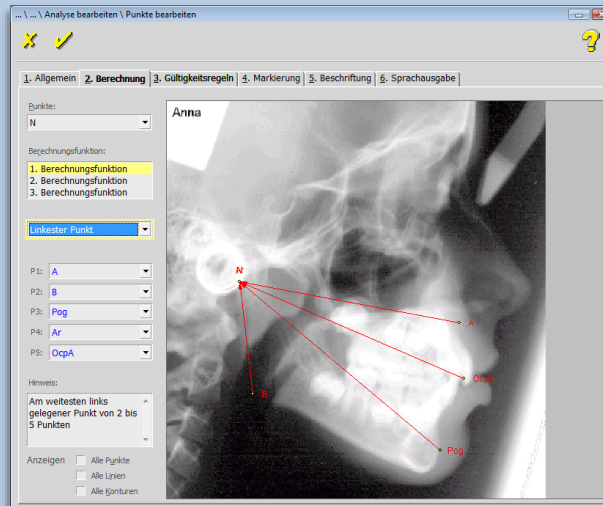 ... \ ... \ Analyse bearbeiten \ Punkte bearbeiten
1. Allgemein
2. Berechnung
3. Gültigkeitsregeln
4. Markierung
5. Beschriftung
6. Sprachausgabe
Punkte:
N
Berechnungsfunktion:
1. Berechnungsfunktion
2. Berechnungsfunktion
3. Berechnungsfunktion
Linkester Punkt
P1: A
P2: B
P3: Pog
P4: Ar
P5: OcpA
Hinweis:
Am weitesten links
gelegener Punkt von 2 bis
5 Punkten
Anzeigen
Alle Punkte
Alle Linien
Alle Konturen
Anna
N
A
OcpA
B
Pog